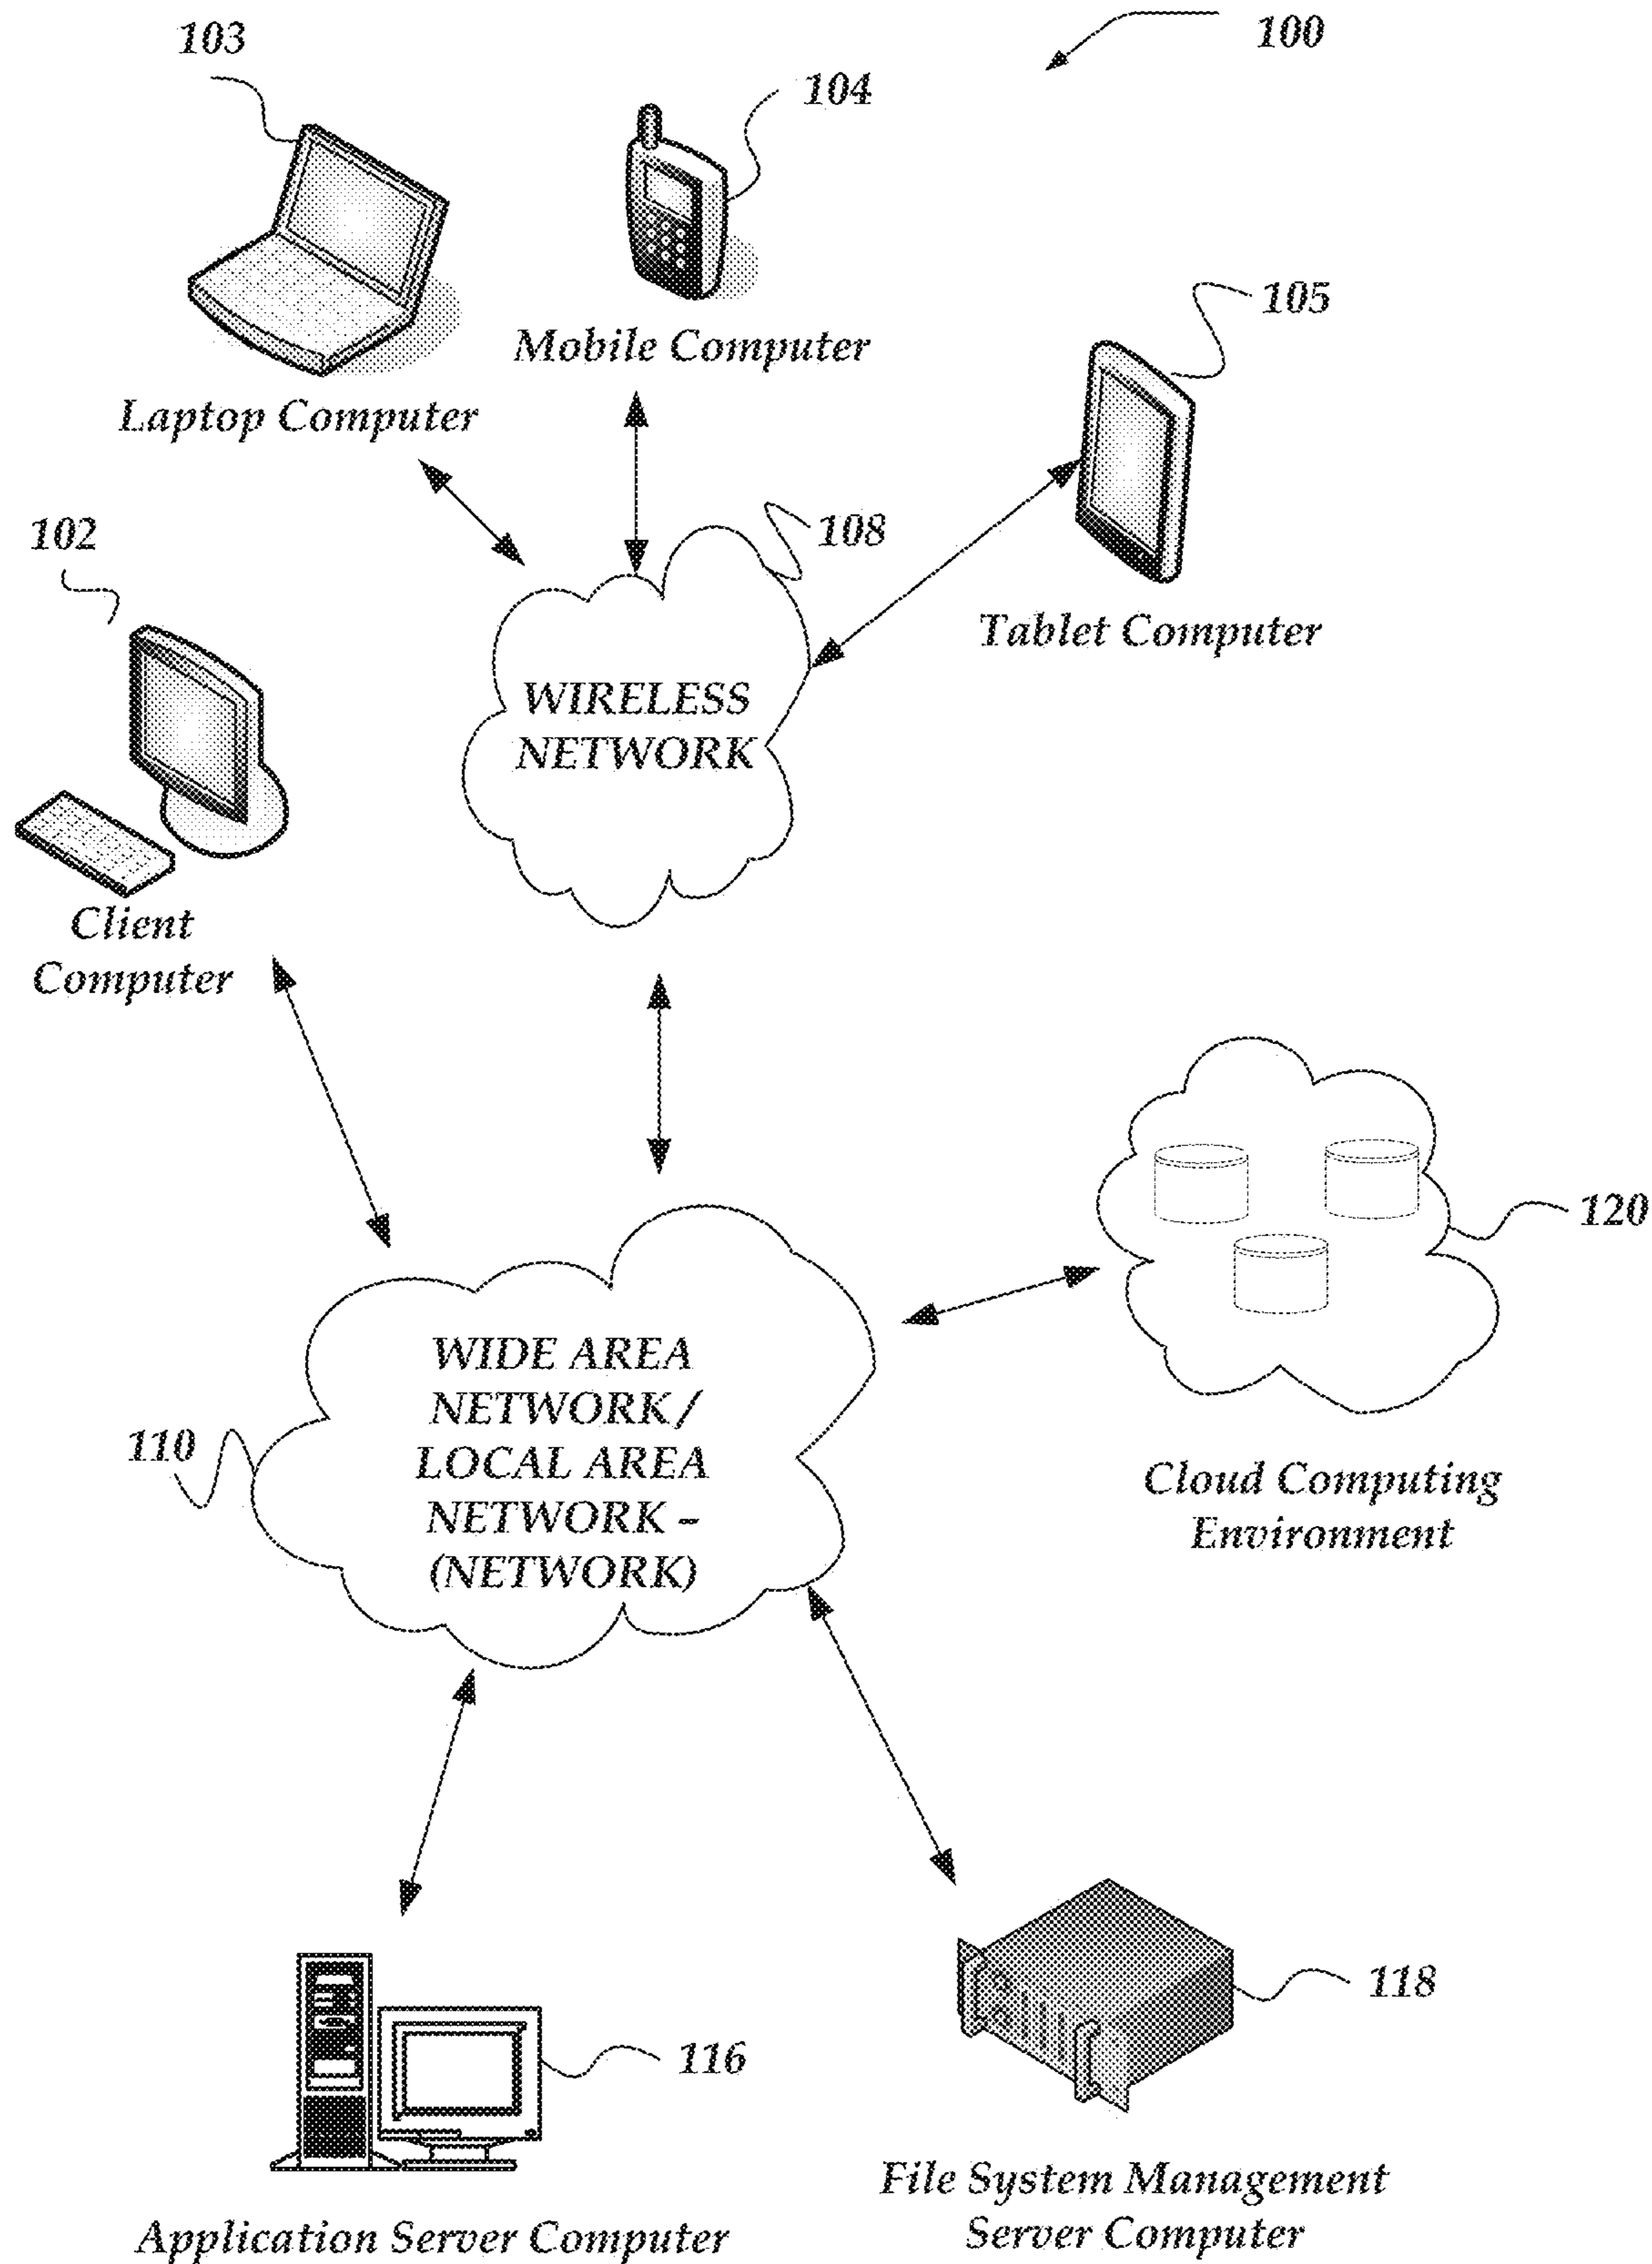 103
100
104
105
Mobile Computer
Laptop Computer
108
102
Tablet Computer
WIRELESS
NETWORK
Client
Computer
120
WIDE AREA
NETWORK /
LOCAL AREA
NETWORK –
(NETWORK)
110
Cloud Computing
Environment
118
116
File System Management
Server Computer
Application Server Computer